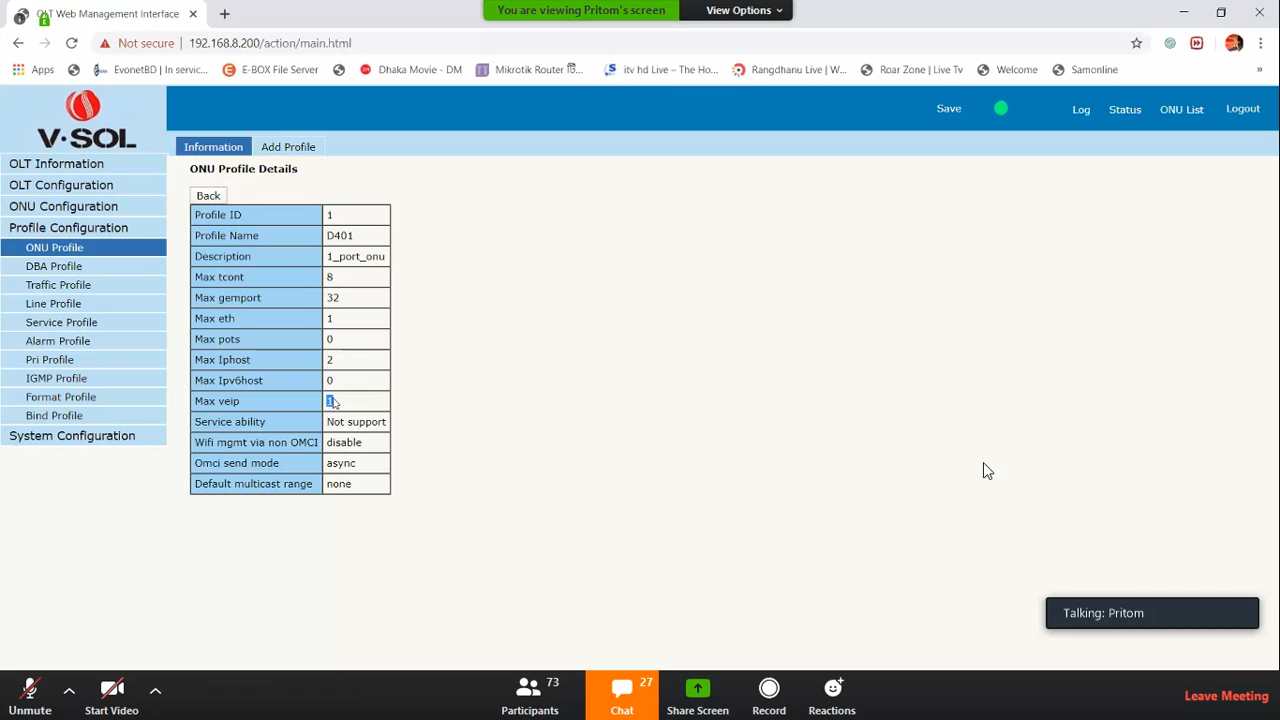 You are viewing Pritom's screen
View Options
OLT Web Management Interface
Not secure
192.168.8.200/action/main.html
Apps
EvonetBD | In servic...
E-BOX File Server
Dhaka Movie - DM
Mikrotik Router
itv hd Live – The Ho...
Rangdhanu Live | W...
Roar Zone | Live Tv
Welcome
Samonline
»
V·SOL
Save
Log
Status
ONU List
Logout
Information
Add Profile
OLT Information
OLT Configuration
ONU Configuration
Profile Configuration
ONU Profile
DBA Profile
Traffic Profile
Line Profile
Service Profile
Alarm Profile
Pri Profile
IGMP Profile
Format Profile
Bind Profile
System Configuration
ONU Profile Details
Back
Profile ID 1
Profile Name D401
Description 1_port_onu
Max tcont 8
Max gemport 32
Max eth 1
Max pots 0
Max Iphost 2
Max Ipv6host 0
Max veip 1
Service ability Not support
Wifi mgmt via non OMCI disable
Omci send mode async
Default multicast range none
Talking: Pritom
Unmute
Start Video
73
Participants
27
Chat
Share Screen
Record
Reactions
Leave Meeting